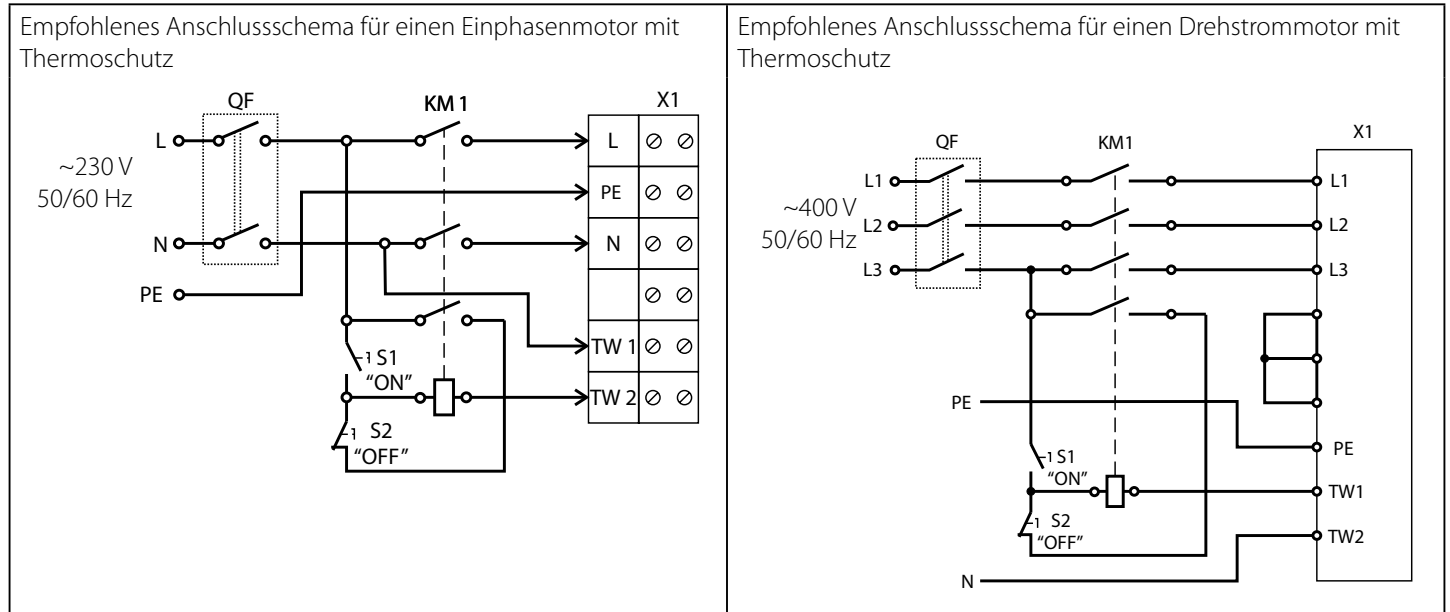 Empfohlenes Anschlussschema für einen Einphasenmotor mit
Thermoschutz
QF
KM 1
X1
L
L
~230 V
50/60 Hz
PE
N
N
PE
S1
"ON"
TW 1
TW 2
S2
"OFF"
Empfohlenes Anschlussschema für einen Drehstrommotor mit
Thermoschutz
QF
KM1
X1
L1
L1
~400 V
L2
L2
50/60 Hz
L3
L3
PE
PE
S1
"ON"
TW1
S2
"OFF"
TW2
N